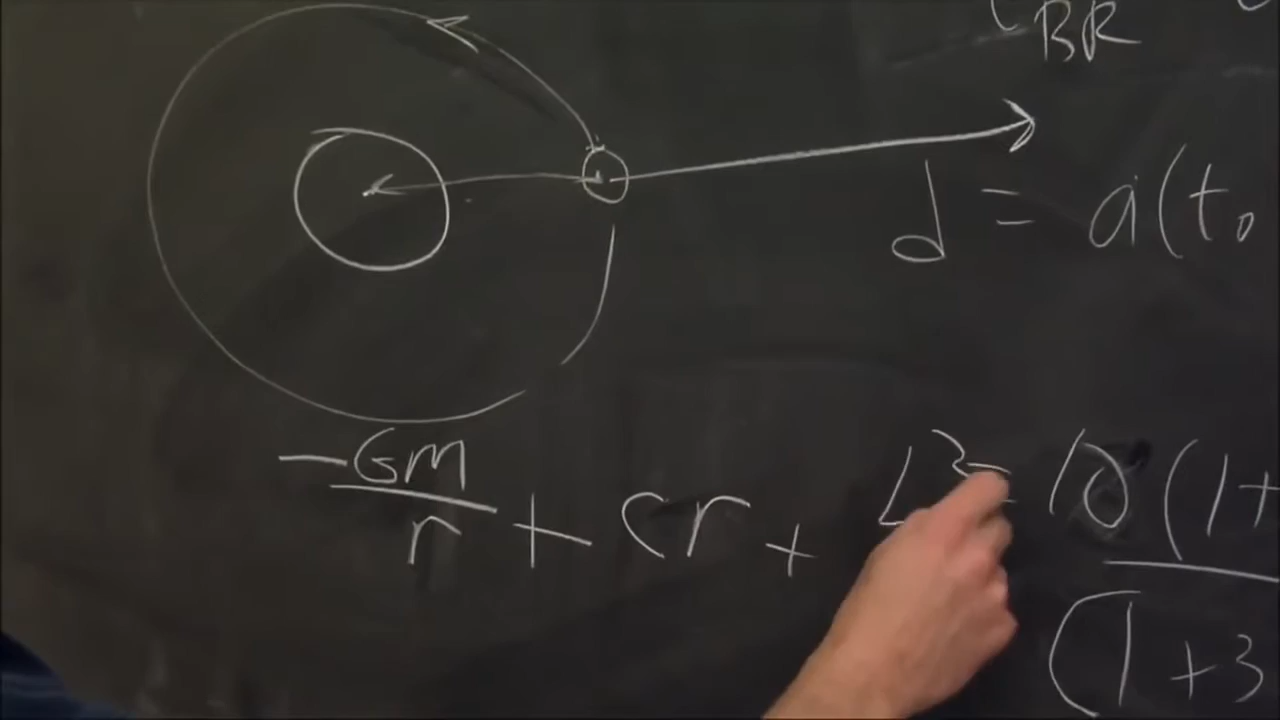 BR
d = a(t₀
-GM/r + cr + L² = 10(1+
(1+3